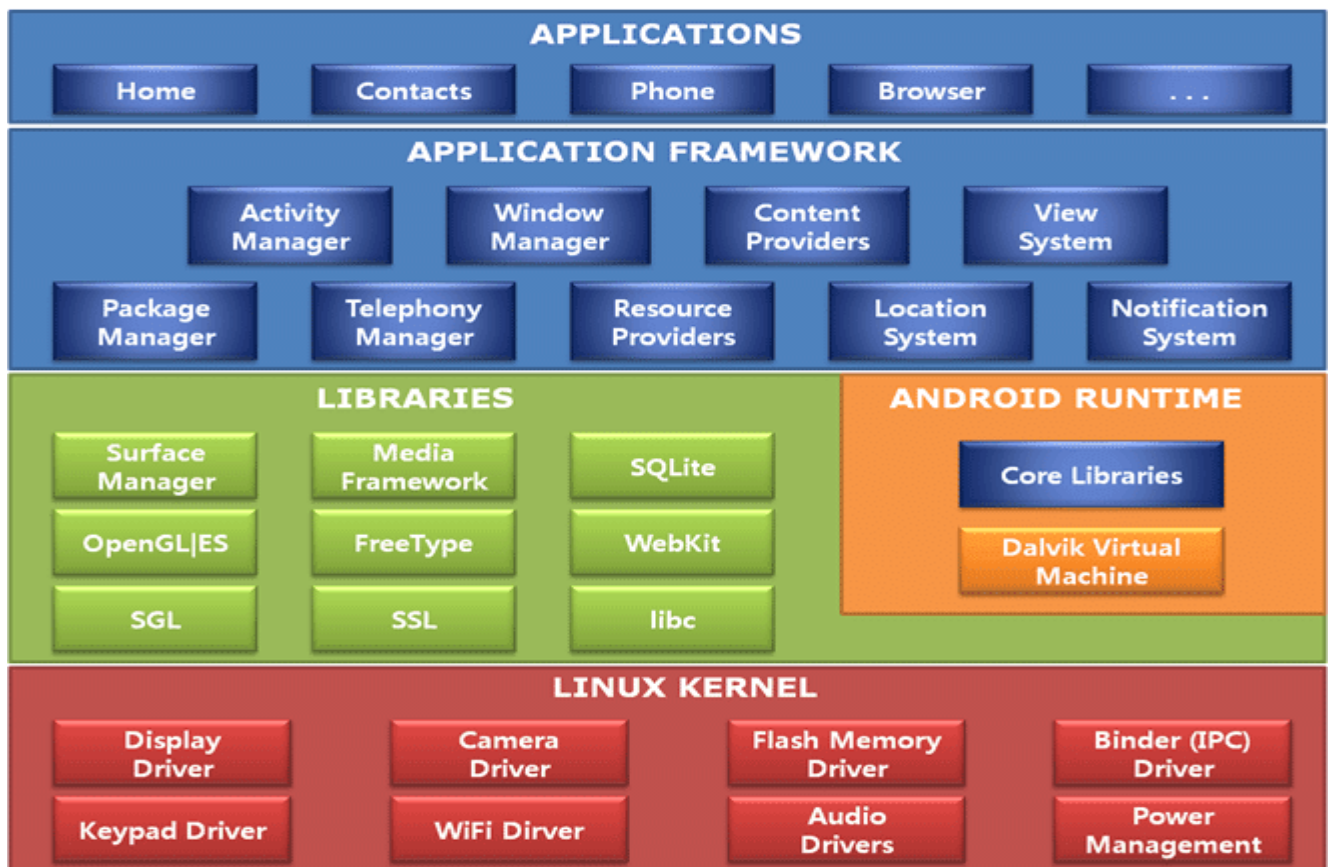 APPLICATIONS
Home
Contacts
Phone
Browser
. . .
APPLICATION FRAMEWORK
Activity
Manager
Window
Manager
Content
Providers
View
System
Package
Manager
Telephony
Manager
Resource
Providers
Location
System
Notification
System
LIBRARIES
Surface
Manager
Media
Framework
SQLite
OpenGL|ES
FreeType
WebKit
SGL
SSL
libc
ANDROID RUNTIME
Core Libraries
Dalvik Virtual
Machine
LINUX KERNEL
Display
Driver
Camera
Driver
Flash Memory
Driver
Binder (IPC)
Driver
Keypad Driver
WiFi Dirver
Audio
Drivers
Power
Management